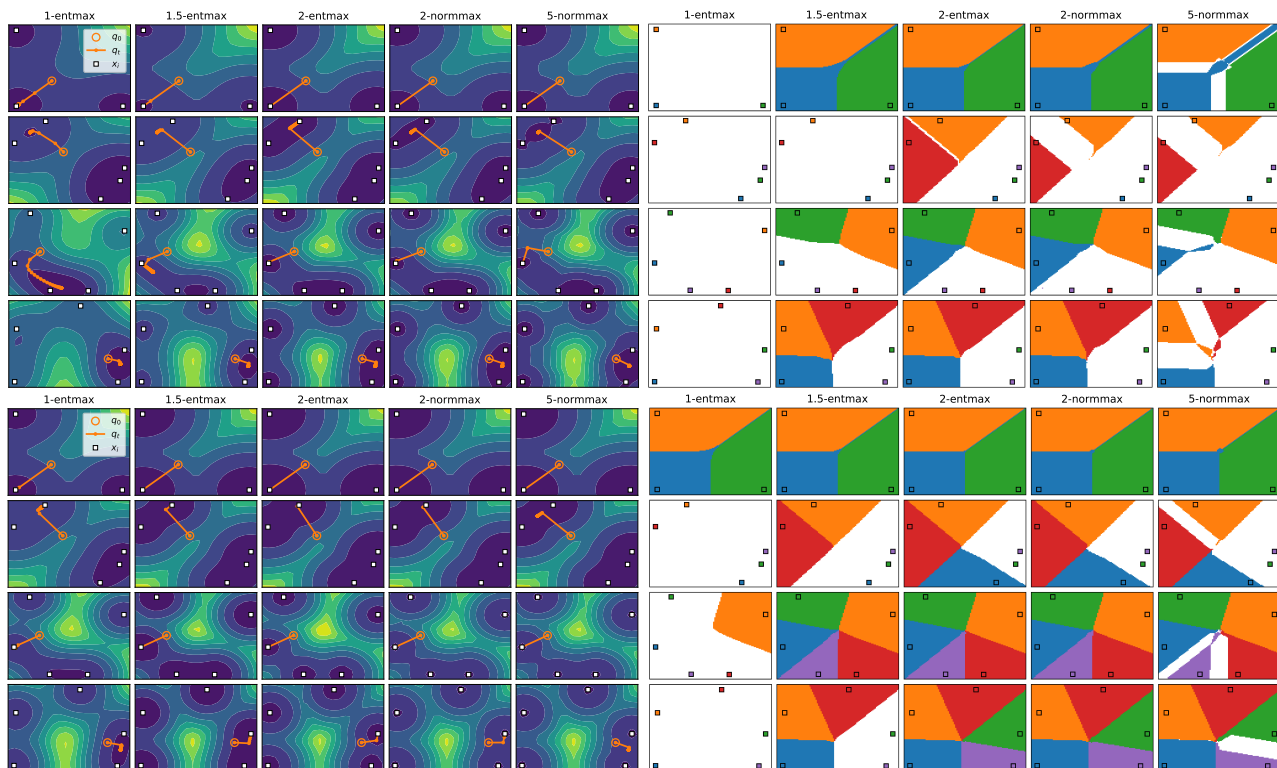 1-entmax 1.5-entmax 2-entmax 2-normmax 5-normmax 1-entmax 1.5-entmax 2-entmax 2-normmax 5-normmax
q₀
qₜ
xᵢ
1-entmax 1.5-entmax 2-entmax 2-normmax 5-normmax 1-entmax 1.5-entmax 2-entmax 2-normmax 5-normmax
q₀
qₜ
xᵢ